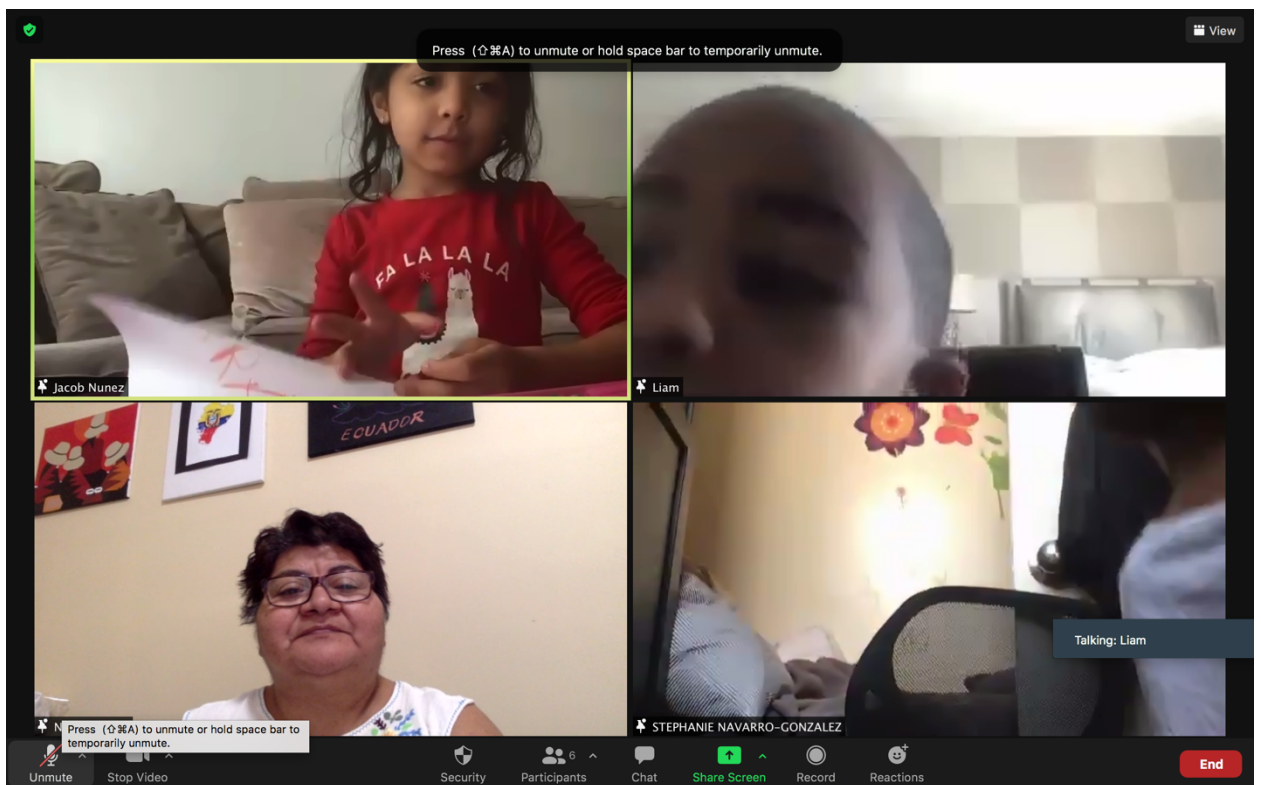 View
Press (⇧⌘A) to unmute or hold space bar to temporarily unmute.
FA LA LA LA
Jacob Nunez
Liam
ECUADOR
Talking: Liam
N
STEPHANIE NAVARRO-GONZALEZ
Press (⇧⌘A) to unmute or hold space bar to
temporarily unmute.
6
Unmute
Stop Video
Security
Participants
Chat
Share Screen
Record
Reactions
End